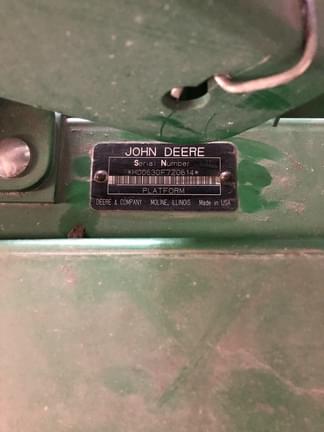 JOHN DEERE
Serial Number
*H00630F720614*
PLATFORM
DEERE & COMPANY MOLINE, ILLINOIS Made in USA